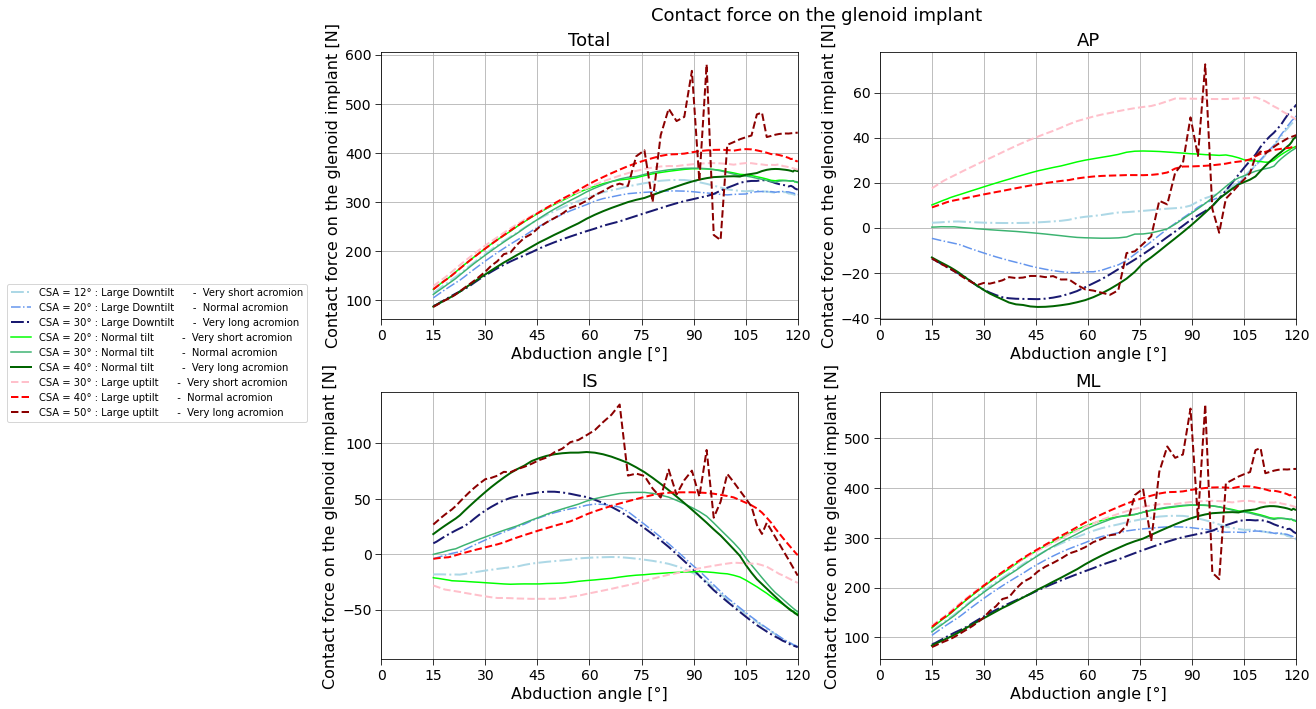 Contact force on the glenoid implant
Total
Contact force on the glenoid implant [N]
600
500
400
300
200
100
0 15 30 45 60 75 90 105 120
Abduction angle [°]
AP
Contact force on the glenoid implant [N]
60
40
20
0
−20
−40
0 15 30 45 60 75 90 105 120
Abduction angle [°]
CSA = 12° : Large Downtilt - Very short acromion
CSA = 20° : Large Downtilt - Normal acromion
CSA = 30° : Large Downtilt - Very long acromion
CSA = 20° : Normal tilt - Very short acromion
CSA = 30° : Normal tilt - Normal acromion
CSA = 40° : Normal tilt - Very long acromion
CSA = 30° : Large uptilt - Very short acromion
CSA = 40° : Large uptilt - Normal acromion
CSA = 50° : Large uptilt - Very long acromion
IS
Contact force on the glenoid implant [N]
100
50
0
−50
0 15 30 45 60 75 90 105 120
Abduction angle [°]
ML
Contact force on the glenoid implant [N]
500
400
300
200
100
0 15 30 45 60 75 90 105 120
Abduction angle [°]